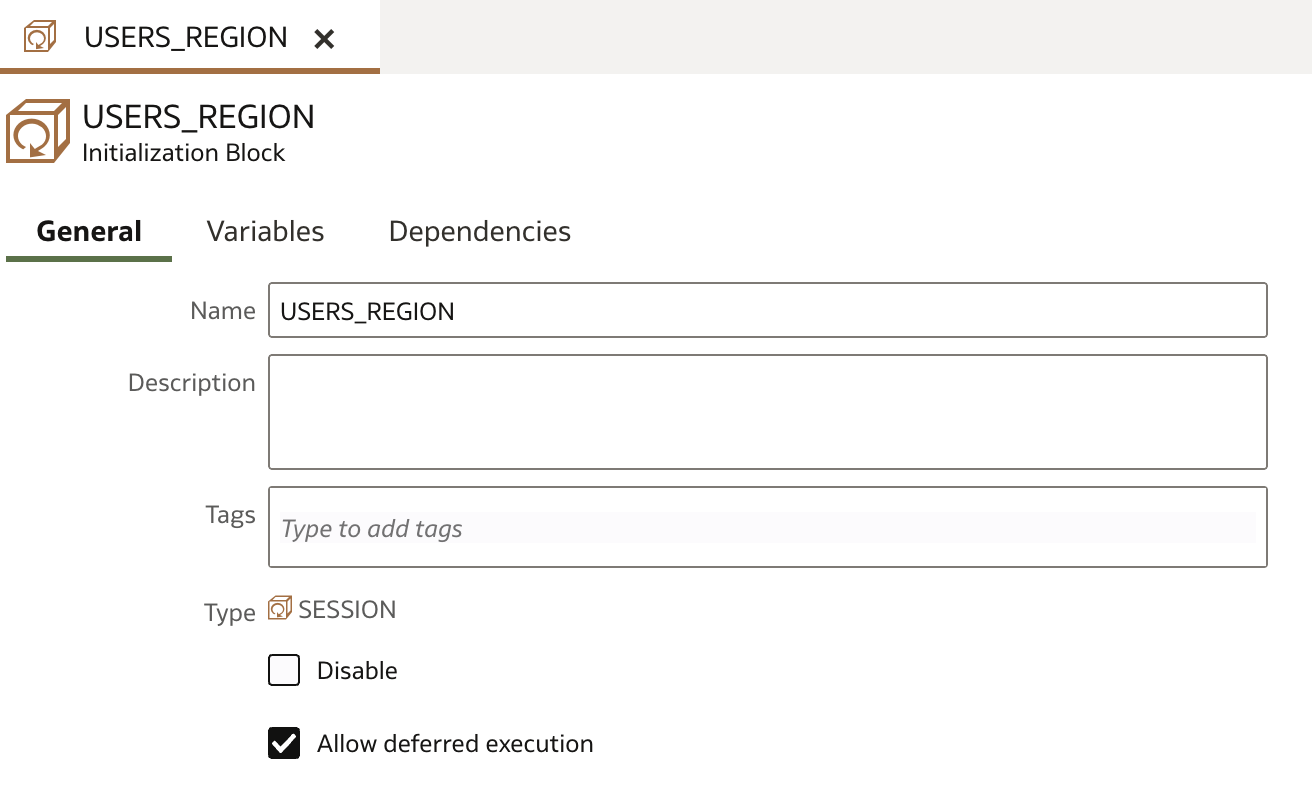 USERS_REGION
USERS_REGION
Initialization Block
General Variables Dependencies
Name USERS_REGION
Description
Tags Type to add tags
Type SESSION
Disable
Allow deferred execution